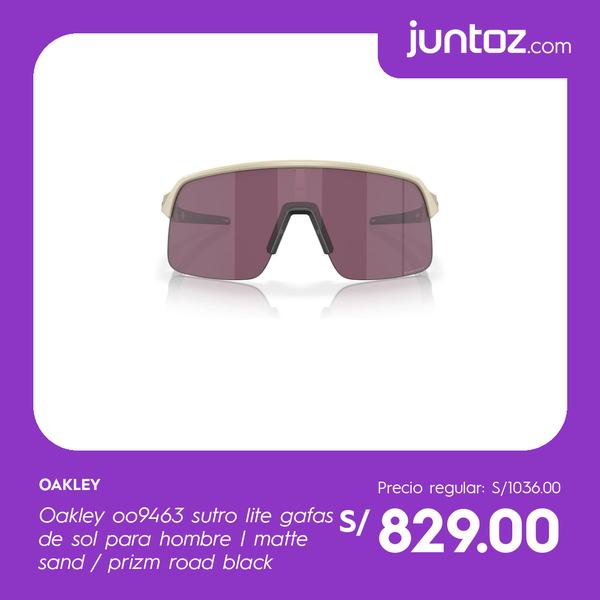 juntoz.com
OAKLEY
Oakley oo9463 sutro lite gafas
de sol para hombre | matte
sand / prizm road black
Precio regular: S/1036.00
S/ 829.00